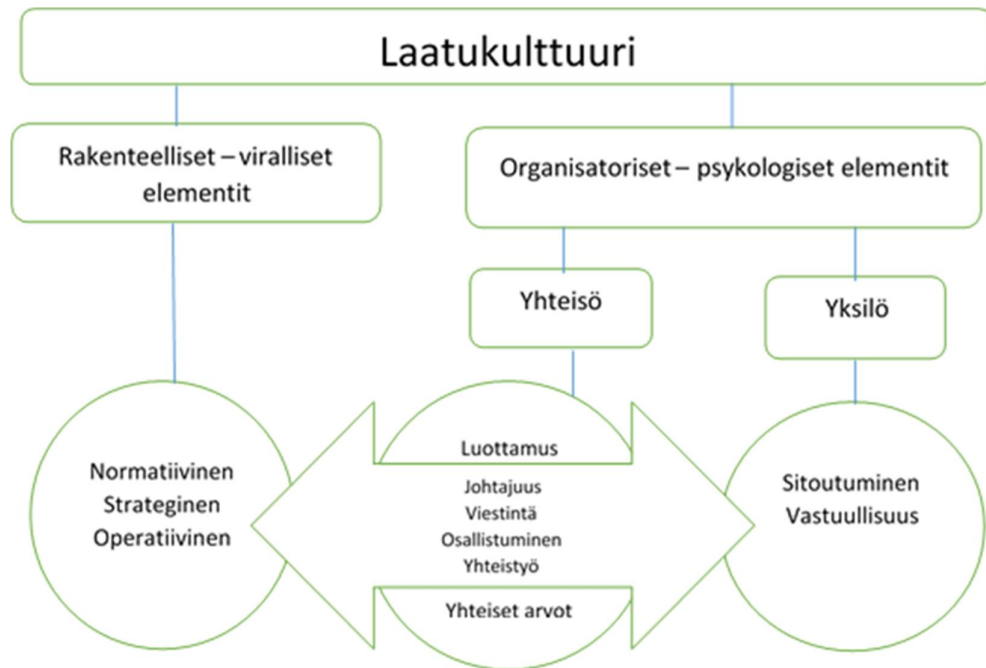 Laatukulttuuri
Rakenteelliset – viralliset
elementit
Organisatoriset – psykologiset elementit
Yhteisö
Yksilö
Normatiivinen
Strateginen
Operatiivinen
Luottamus
Johtajuus
Viestintä
Osallistuminen
Yhteistyö
Yhteiset arvot
Sitoutuminen
Vastuullisuus